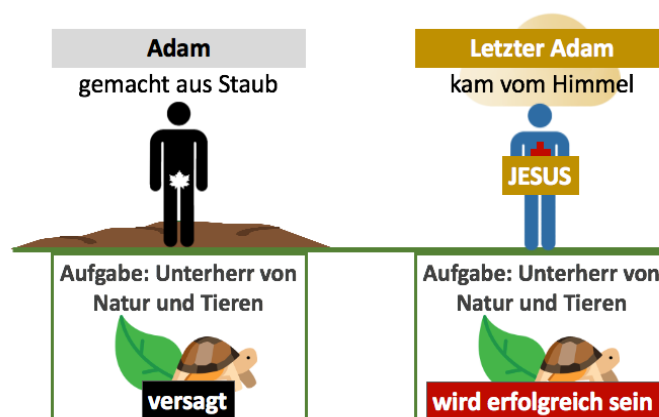 Adam
gemacht aus Staub
Aufgabe: Unterherr von
Natur und Tieren
versagt
Letzter Adam
kam vom Himmel
JESUS
Aufgabe: Unterherr von
Natur und Tieren
wird erfolgreich sein